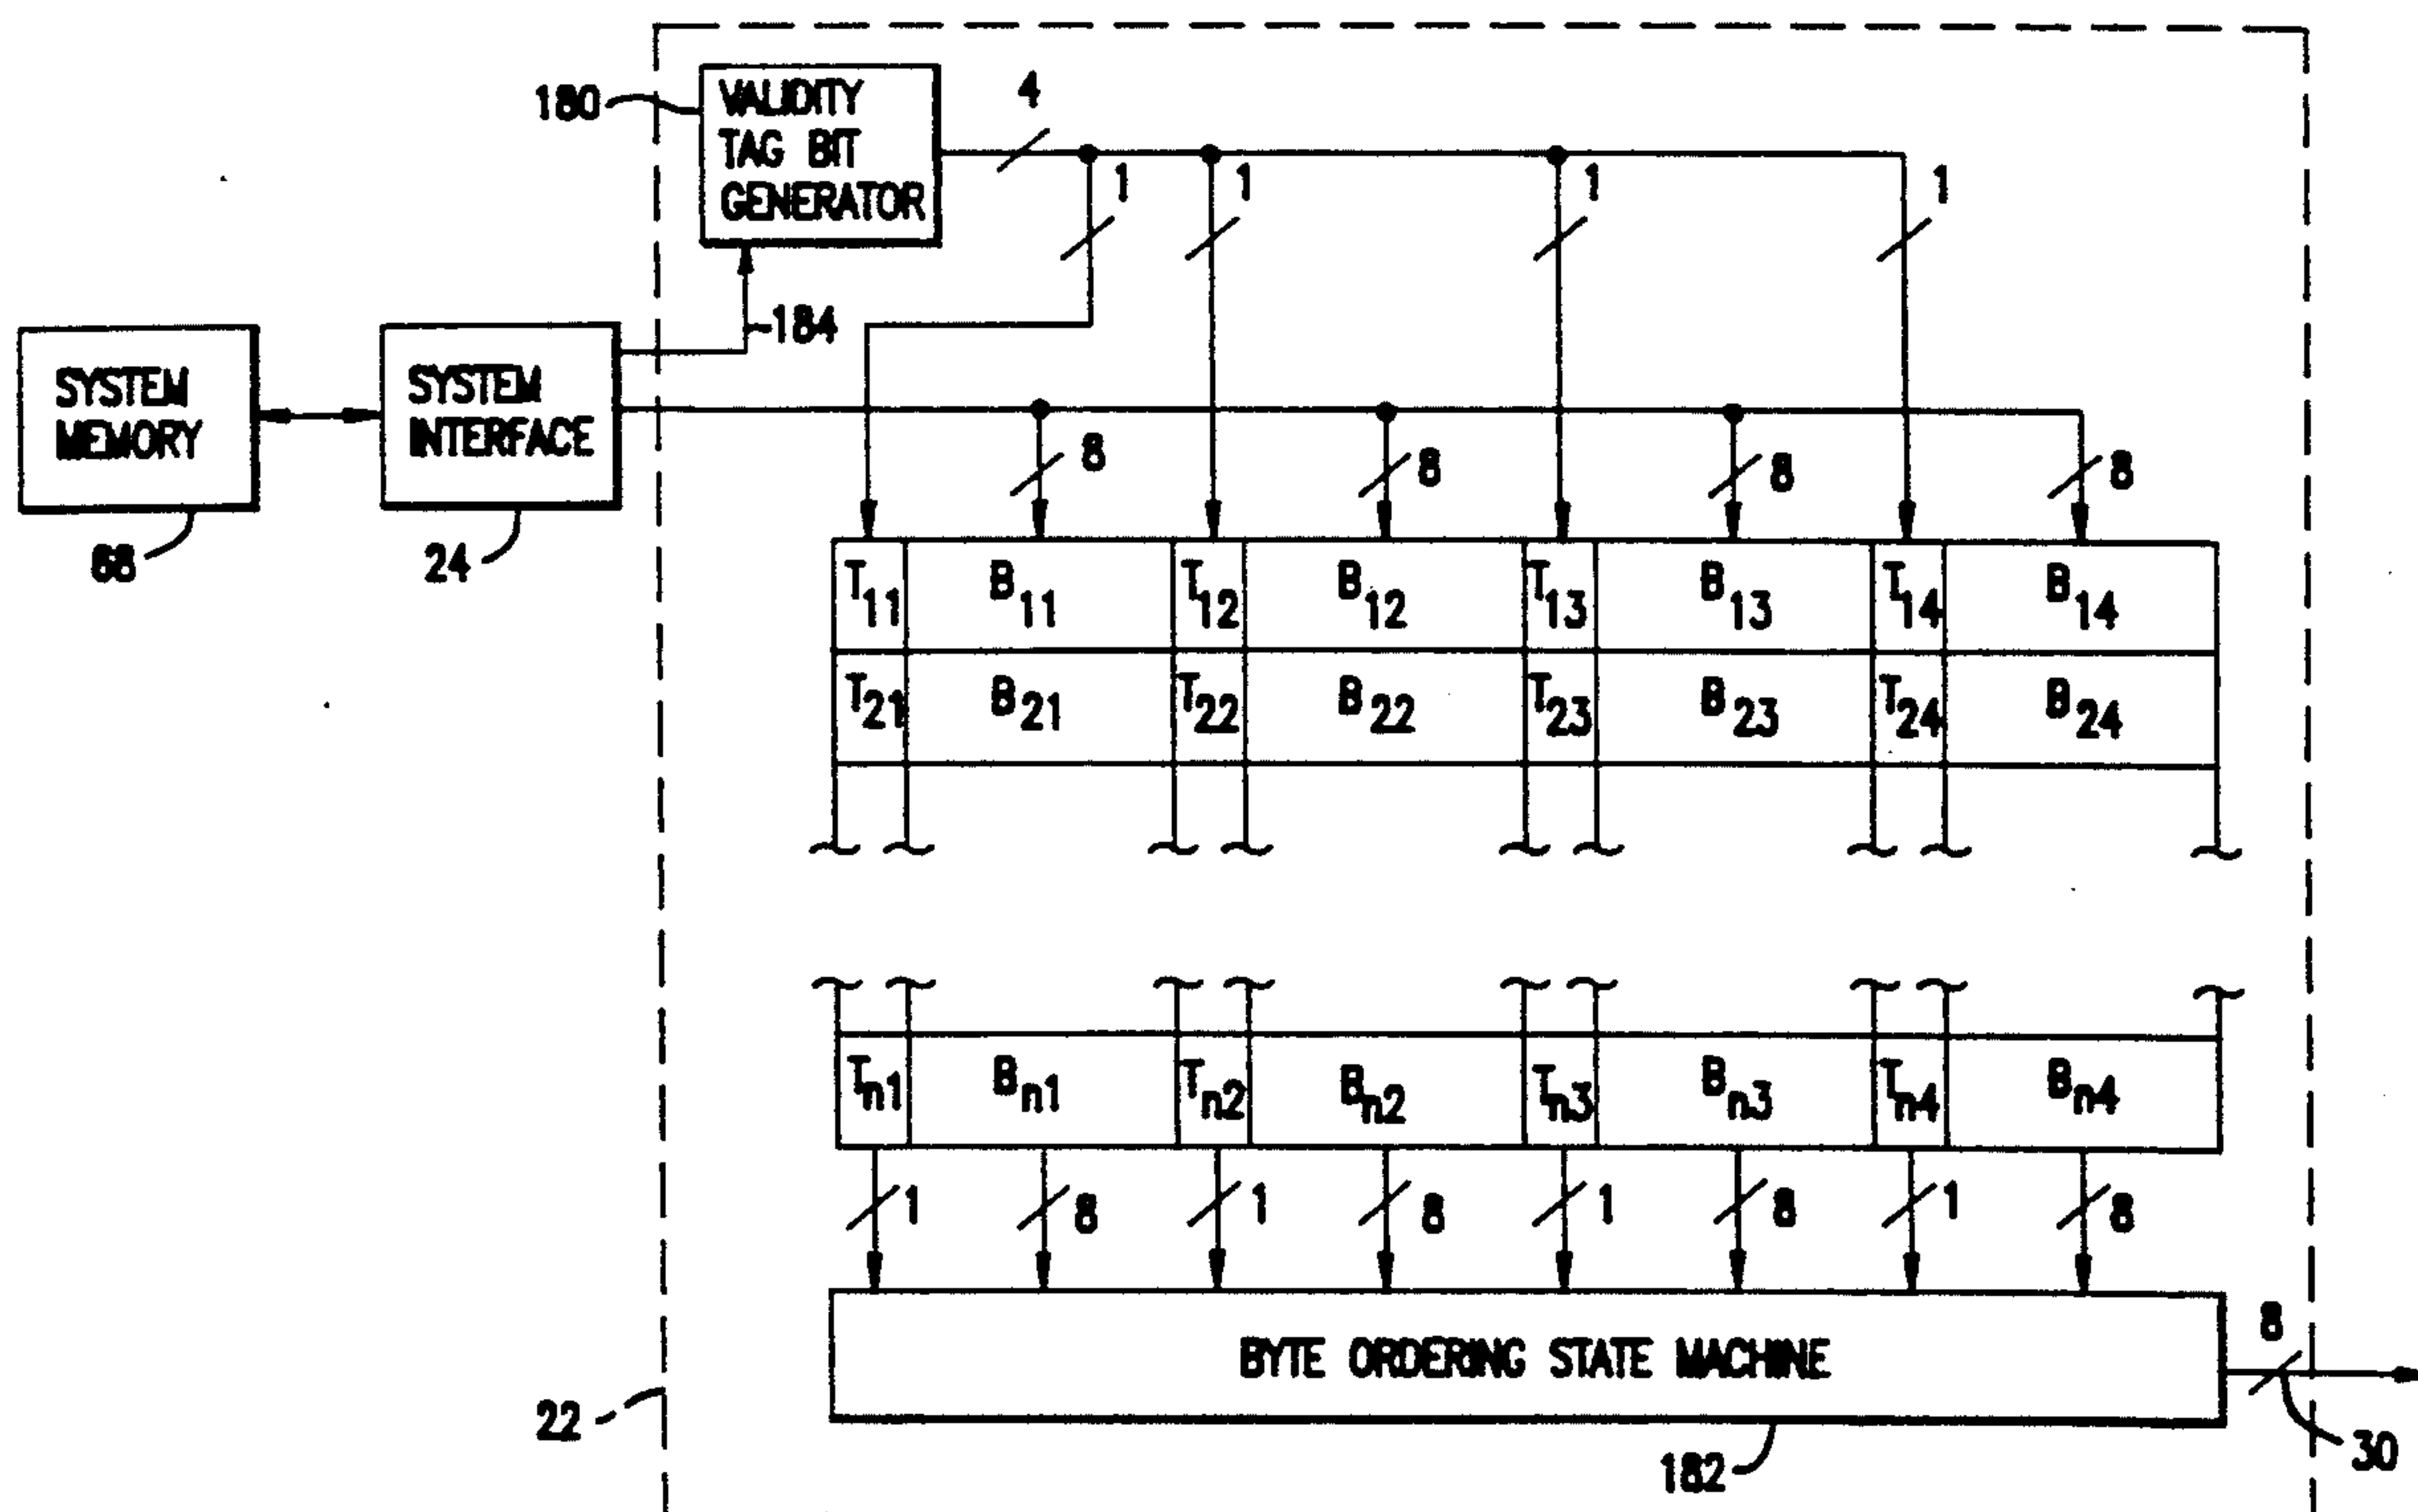 180
VALIDITY
TAG BIT
GENERATOR
4
1
1
1
1
184
SYSTEM
MEMORY
68
SYSTEM
INTERFACE
24
8
8
8
8
T11 B11 T12 B12 T13 B13 T14 B14
T21 B21 T22 B22 T23 B23 T24 B24
Tn1 Bn1 Tn2 Bn2 Tn3 Bn3 Tn4 Bn4
1 8 1 8 1 8 1 8
BYTE ORDERING STATE MACHINE
8
22
182
30